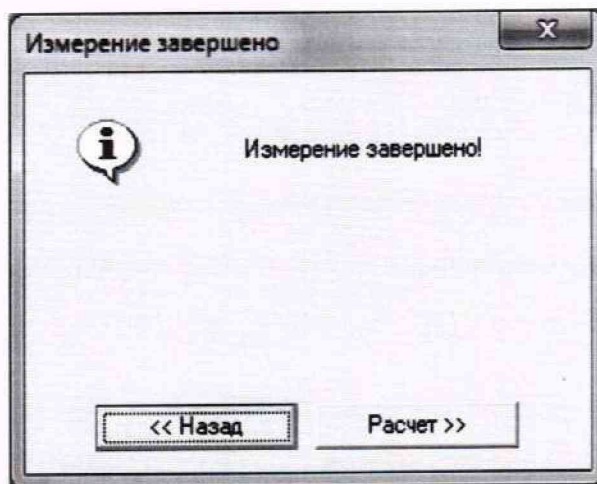 Измерение завершено
Измерение завершено!
<< Назад
Расчет >>